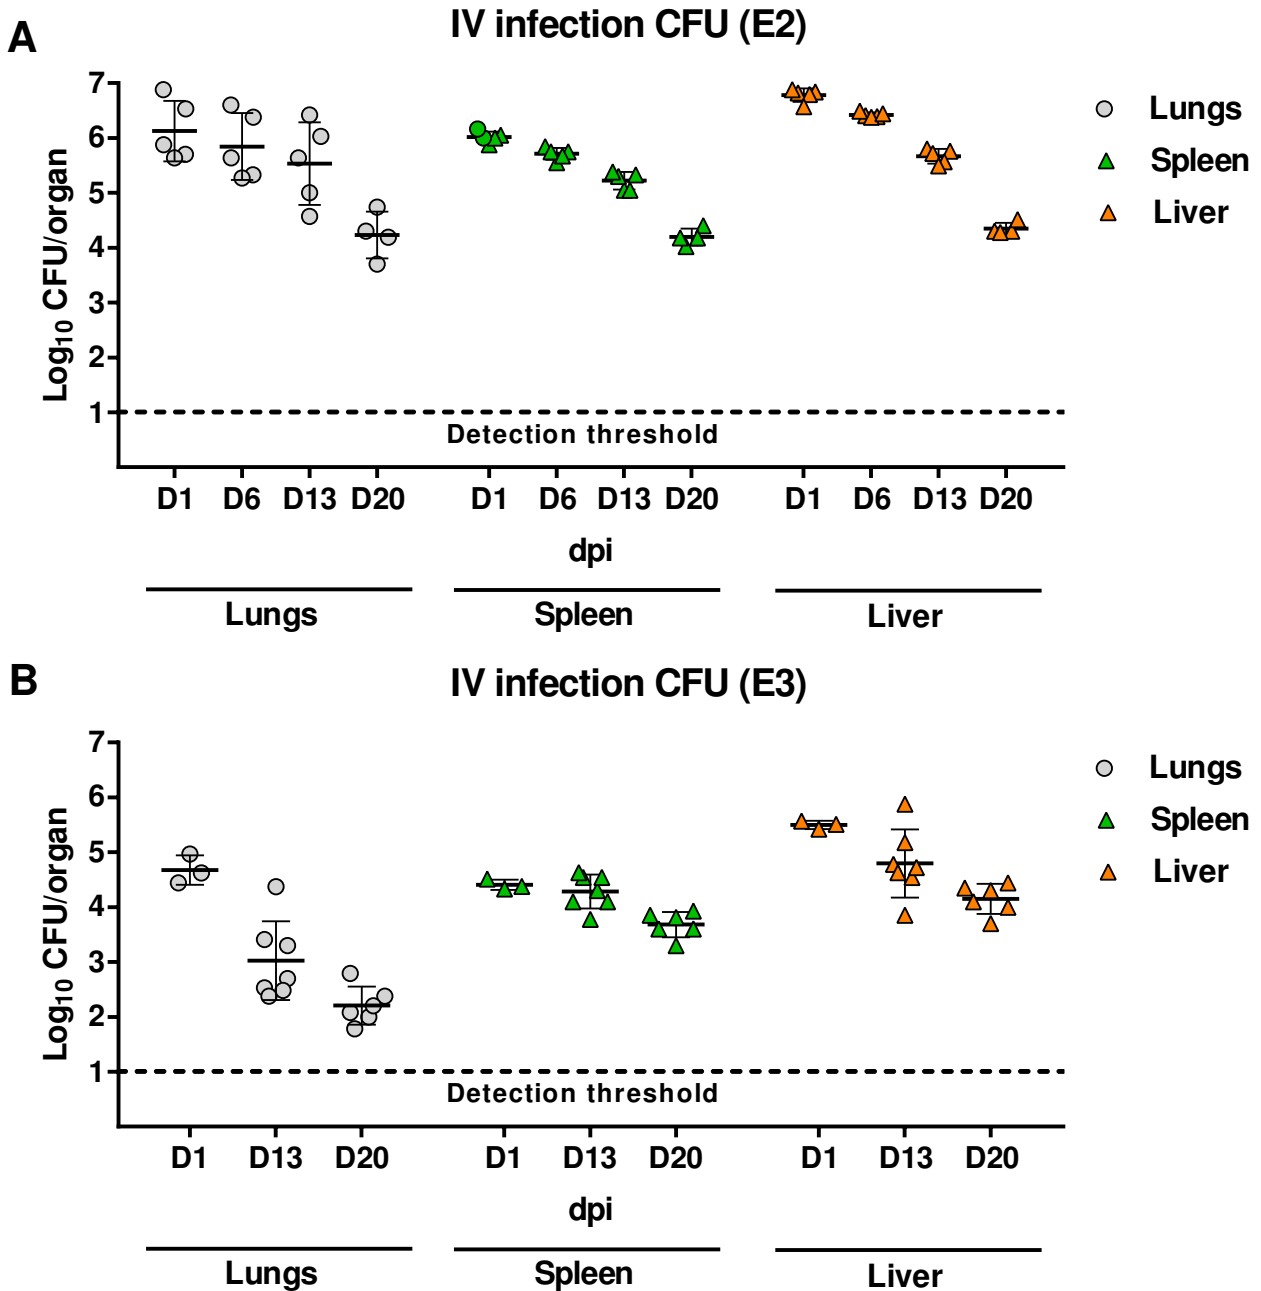 A
IV infection CFU (E2)
Log10 CFU/organ
7
6
5
4
3
2
1
Detection threshold
Lungs
Spleen
Liver
D1 D6 D13 D20 D1 D6 D13 D20 D1 D6 D13 D20
dpi
Lungs Spleen Liver
B
IV infection CFU (E3)
Log10 CFU/organ
7
6
5
4
3
2
1
Detection threshold
Lungs
Spleen
Liver
D1 D13 D20 D1 D13 D20 D1 D13 D20
dpi
Lungs Spleen Liver